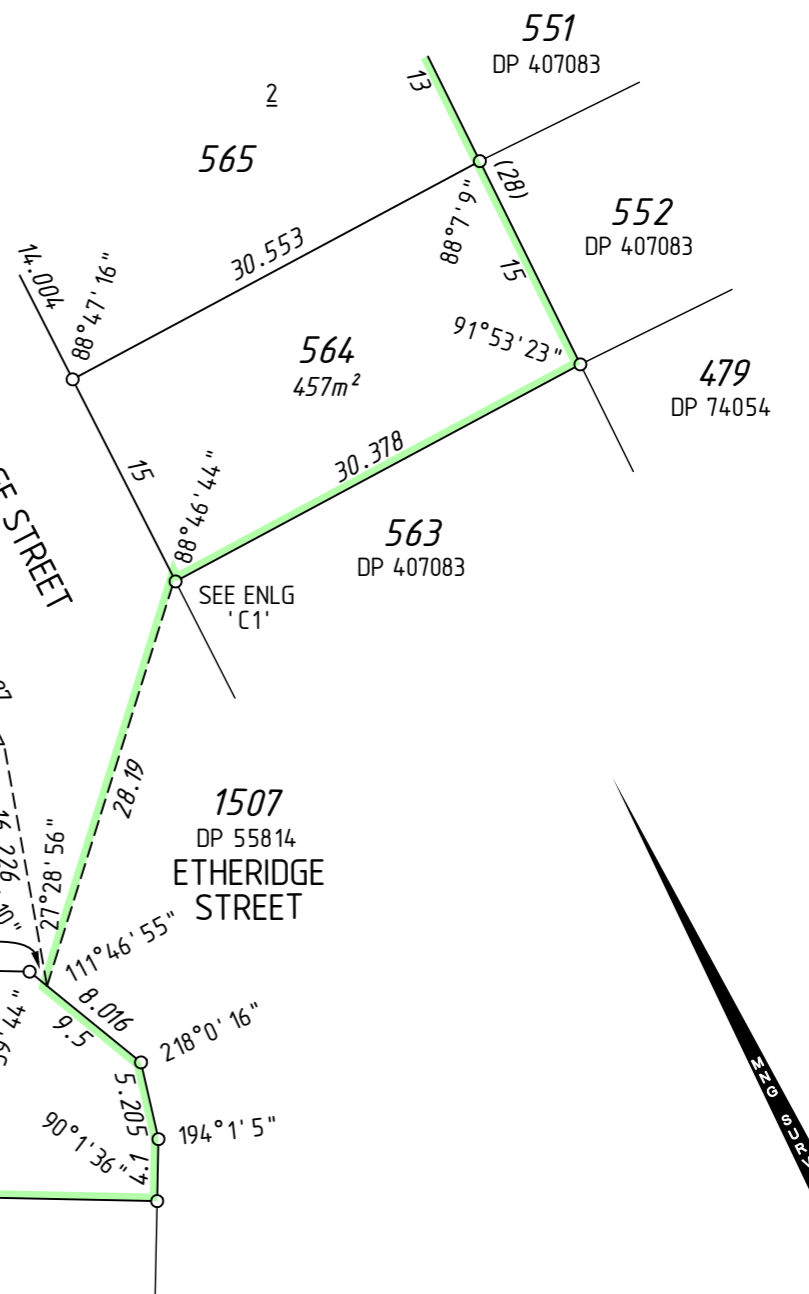 551
DP 407083
13
2
565
(28)
88°7'9"
552
DP 407083
30.553
14.004
88°47'16"
15
91°53'23"
564
457m²
479
DP 74054
30.378
15
88°46'44"
563
DP 407083
STREET
SEE ENLG
'C1'
28.19
1507
DP 55814
ETHERIDGE
STREET
27°28'56"
111°46'55"
8.016
9.5
218°0'16"
5.205
90°1'36"
194°1'5"
4.1
MNG SUR